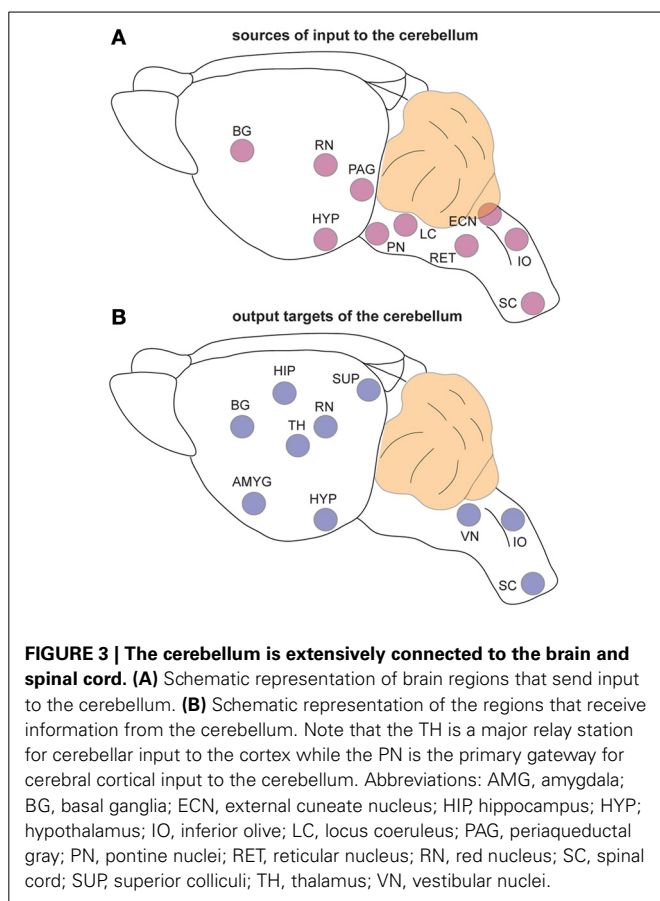 A
sources of input to the cerebellum
BG
RN
PAG
HYP
PN
LC
ECN
RET
IO
SC
B
output targets of the cerebellum
HIP
SUP
BG
RN
TH
AMYG
HYP
VN
IO
SC
FIGURE 3 | The cerebellum is extensively connected to the brain and
spinal cord. (A) Schematic representation of brain regions that send input
to the cerebellum. (B) Schematic representation of the regions that receive
information from the cerebellum. Note that the TH is a major relay station
for cerebellar input to the cortex while the PN is the primary gateway for
cerebral cortical input to the cerebellum. Abbreviations: AMG, amygdala;
BG, basal ganglia; ECN, external cuneate nucleus; HIP, hippocampus; HYP;
hypothalamus; IO, inferior olive; LC, locus coeruleus; PAG, periaqueductal
gray; PN, pontine nuclei; RET, reticular nucleus; RN, red nucleus; SC, spinal
cord; SUP, superior colliculi; TH, thalamus; VN, vestibular nuclei.